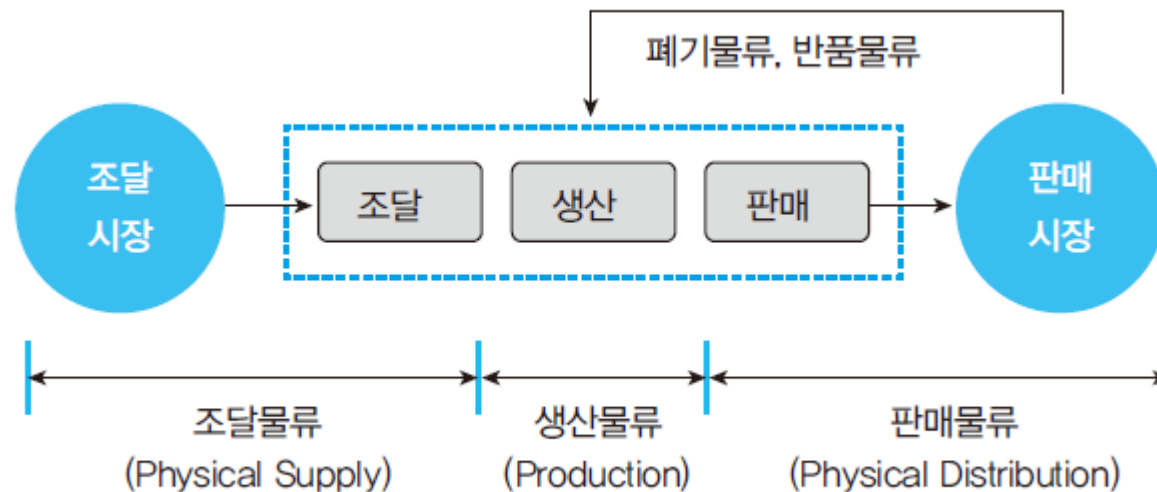 폐기물류, 반품물류
조달
시장
조달
생산
판매
판매
시장
조달물류
(Physical Supply)
생산물류
(Production)
판매물류
(Physical Distribution)